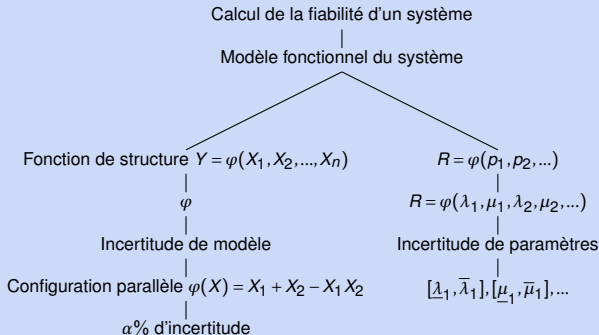 Calcul de la fiabilité d'un système
Modèle fonctionnel du système
Fonction de structure Y = φ(X₁, X₂, ..., Xₙ)
R = φ(p₁, p₂, ...)
φ
R = φ(λ₁, μ₁, λ₂, μ₂, ...)
Incertitude de modèle
Incertitude de paramètres
Configuration parallèle φ(X) = X₁ + X₂ − X₁X₂
[λ̲₁, λ̅₁], [μ̲₁, μ̅₁], ...
α% d'incertitude